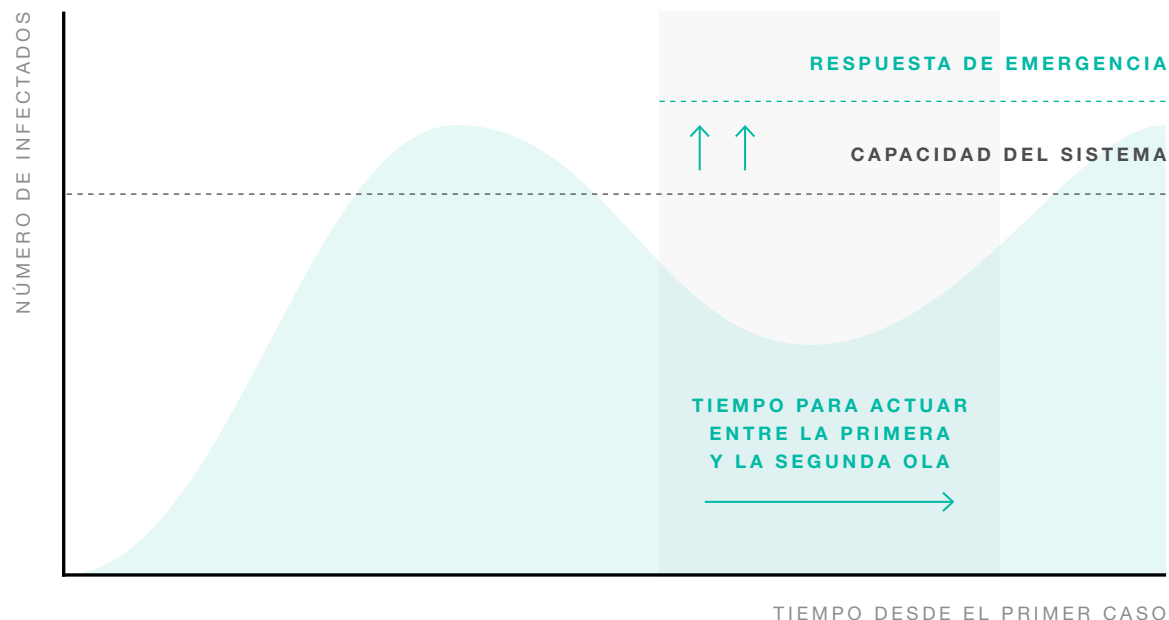 NÚMERO DE INFECTADOS
RESPUESTA DE EMERGENCIA
CAPACIDAD DEL SISTEMA
TIEMPO PARA ACTUAR
ENTRE LA PRIMERA
Y LA SEGUNDA OLA
TIEMPO DESDE EL PRIMER CASO